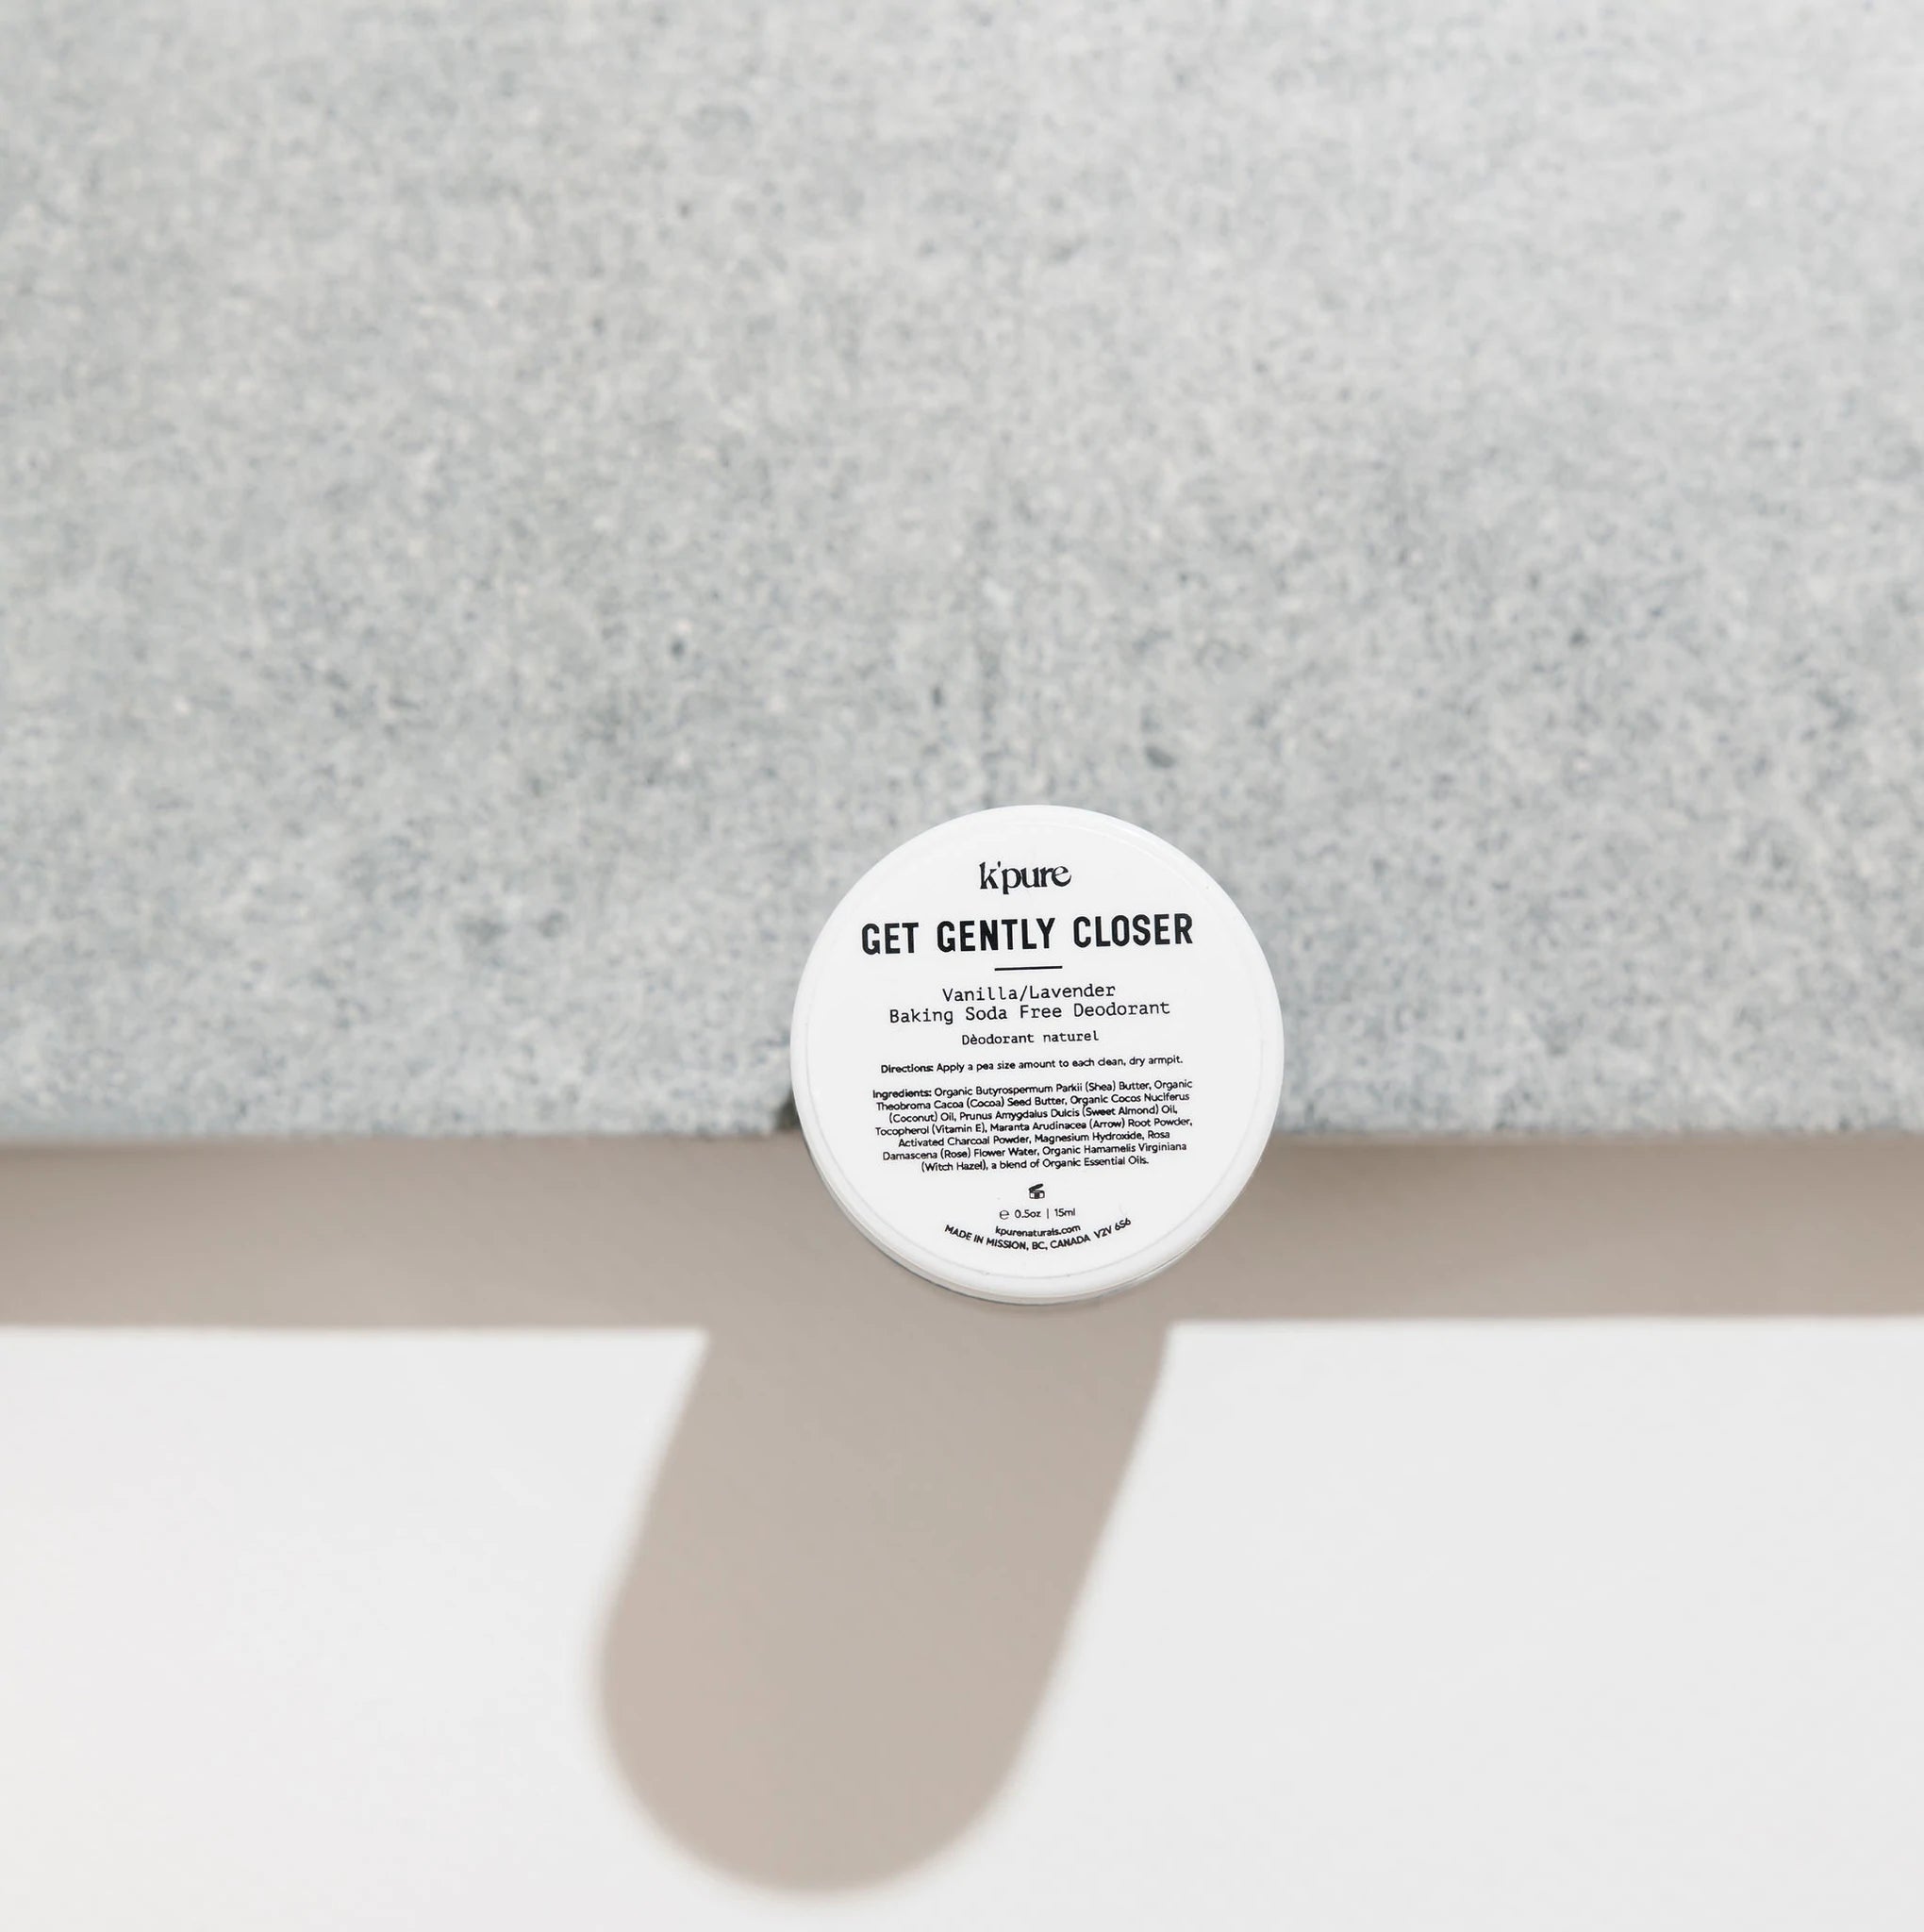 k'pure
GET GENTLY CLOSER
Vanilla/Lavender
Baking Soda Free Deodorant
Dèodorant naturel
Directions: Apply a pea size amount to each clean, dry armpit.
Ingredients: Organic Butyrospermum Parkii (Shea) Butter, Organic
Theobroma Cacoa (Cocoa) Seed Butter, Organic Cocos Nuciferus
(Coconut) Oil, Prunus Amygdalus Dulcis (Sweet Almond) Oil,
Tocopherol (Vitamin E), Maranta Arudinacea (Arrow) Root Powder,
Activated Charcoal Powder, Magnesium Hydroxide, Rosa
Damascena (Rose) Flower Water, Organic Hamamelis Virginiana
(Witch Hazel), a blend of Organic Essential Oils.
℮ 0.5oz | 15ml
kpurenaturals.com
MADE IN MISSION, BC, CANADA V2V 6S6